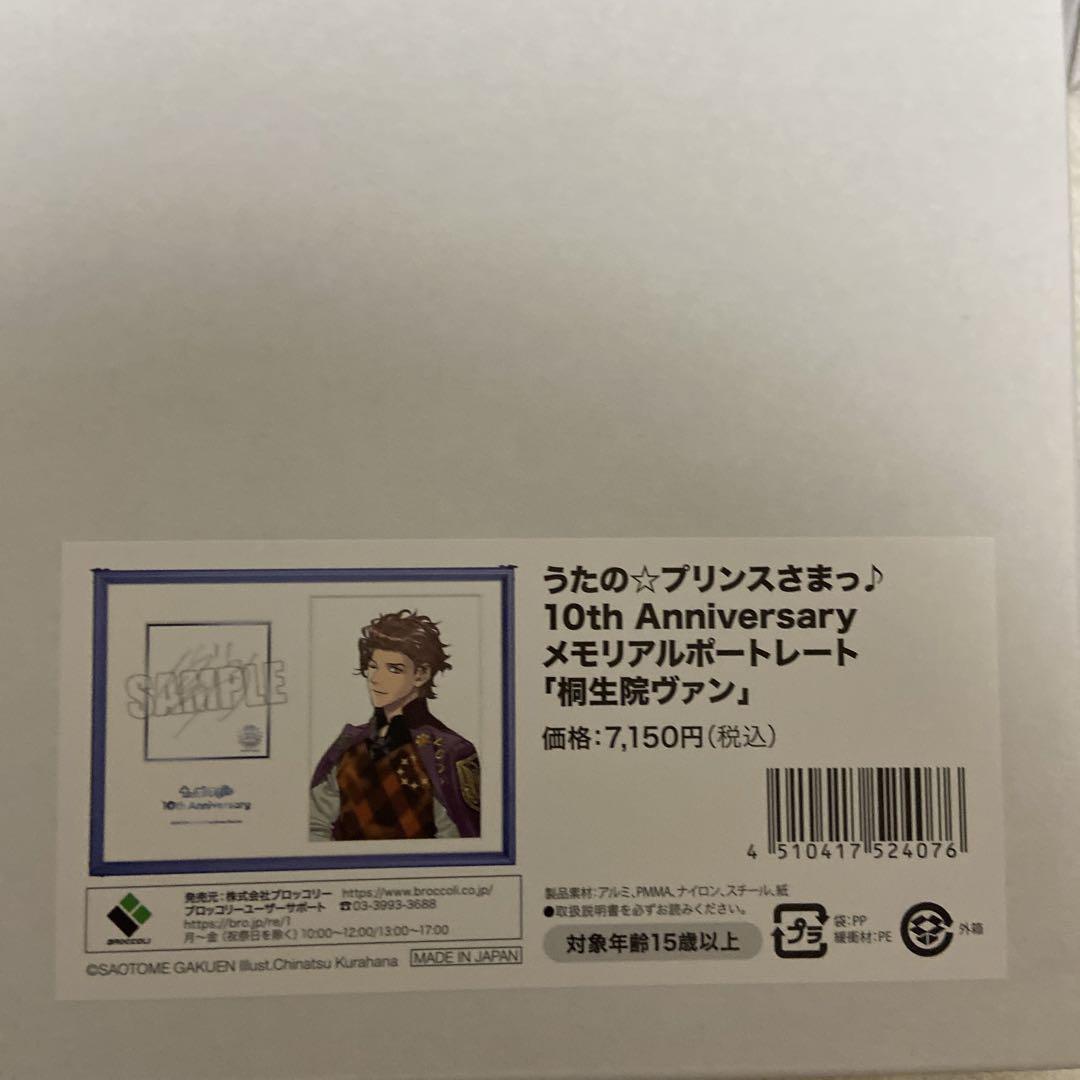 うたの☆プリンスさまっ♪
10th Anniversary
メモリアルポートレート
「桐生院ヴァン」
価格:7,150円(税込)
SAMPLE
10th Anniversary
4 510417 524076
製品素材:アルミ、PMMA、ナイロン、スチール、紙
●取扱説明書を必ずお読みください。
対象年齢15歳以上
プラ
袋:PP
緩衝材:PE
外箱
BROCCOLI
発売元:株式会社ブロッコリー https://www.broccoli.co.jp/
ブロッコリーユーザーサポート ☎03-3993-3688
https://bro.jp/re/1
月～金(祝祭日を除く)10:00~12:00/13:00~17:00
©SAOTOME GAKUEN Illust.Chinatsu Kurahana MADE IN JAPAN